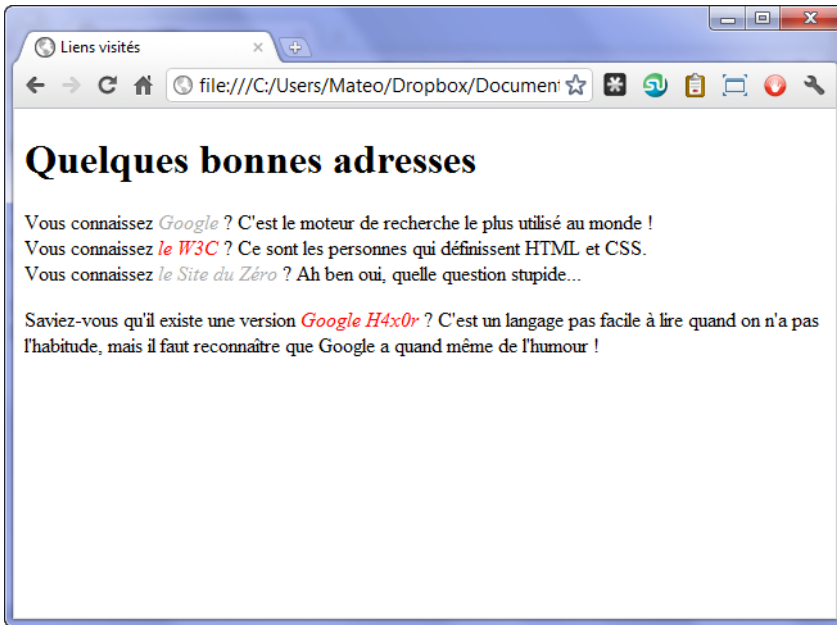 Liens visités
file:///C:/Users/Mateo/Dropbox/Document
Quelques bonnes adresses
Vous connaissez Google ? C'est le moteur de recherche le plus utilisé au monde !
Vous connaissez le W3C ? Ce sont les personnes qui définissent HTML et CSS.
Vous connaissez le Site du Zéro ? Ah ben oui, quelle question stupide...
Saviez-vous qu'il existe une version Google H4x0r ? C'est un langage pas facile à lire quand on n'a pas
l'habitude, mais il faut reconnaître que Google a quand même de l'humour !